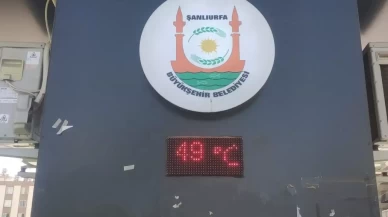 ŞANLIURFA
BÜYÜKŞEHİR BELEDİYESİ
49 °C